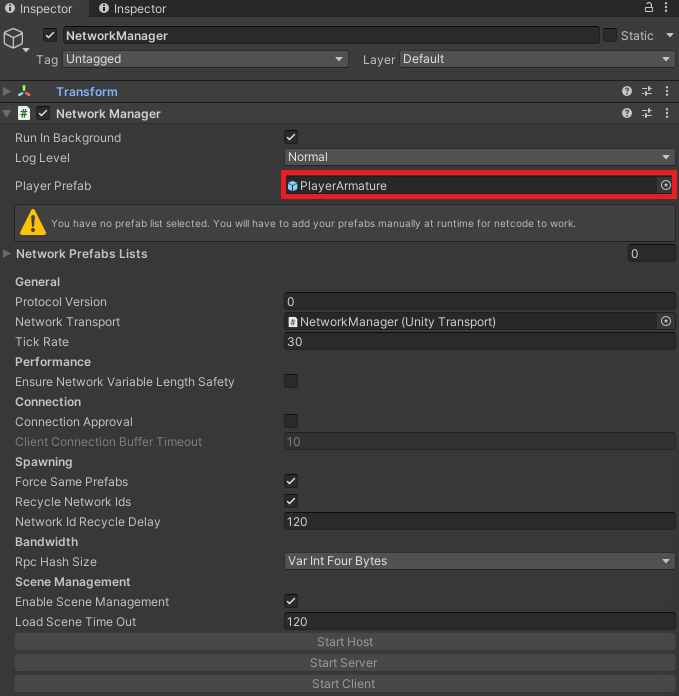 Inspector Inspector
NetworkManager Static
Tag Untagged Layer Default
Transform
# Network Manager
Run In Background
Log Level Normal
Player Prefab PlayerArmature
You have no prefab list selected. You will have to add your prefabs manually at runtime for netcode to work.
Network Prefabs Lists 0
General
Protocol Version 0
Network Transport # NetworkManager (Unity Transport)
Tick Rate 30
Performance
Ensure Network Variable Length Safety
Connection
Connection Approval
Client Connection Buffer Timeout 10
Spawning
Force Same Prefabs
Recycle Network Ids
Network Id Recycle Delay 120
Bandwidth
Rpc Hash Size Var Int Four Bytes
Scene Management
Enable Scene Management
Load Scene Time Out 120
Start Host
Start Server
Start Client